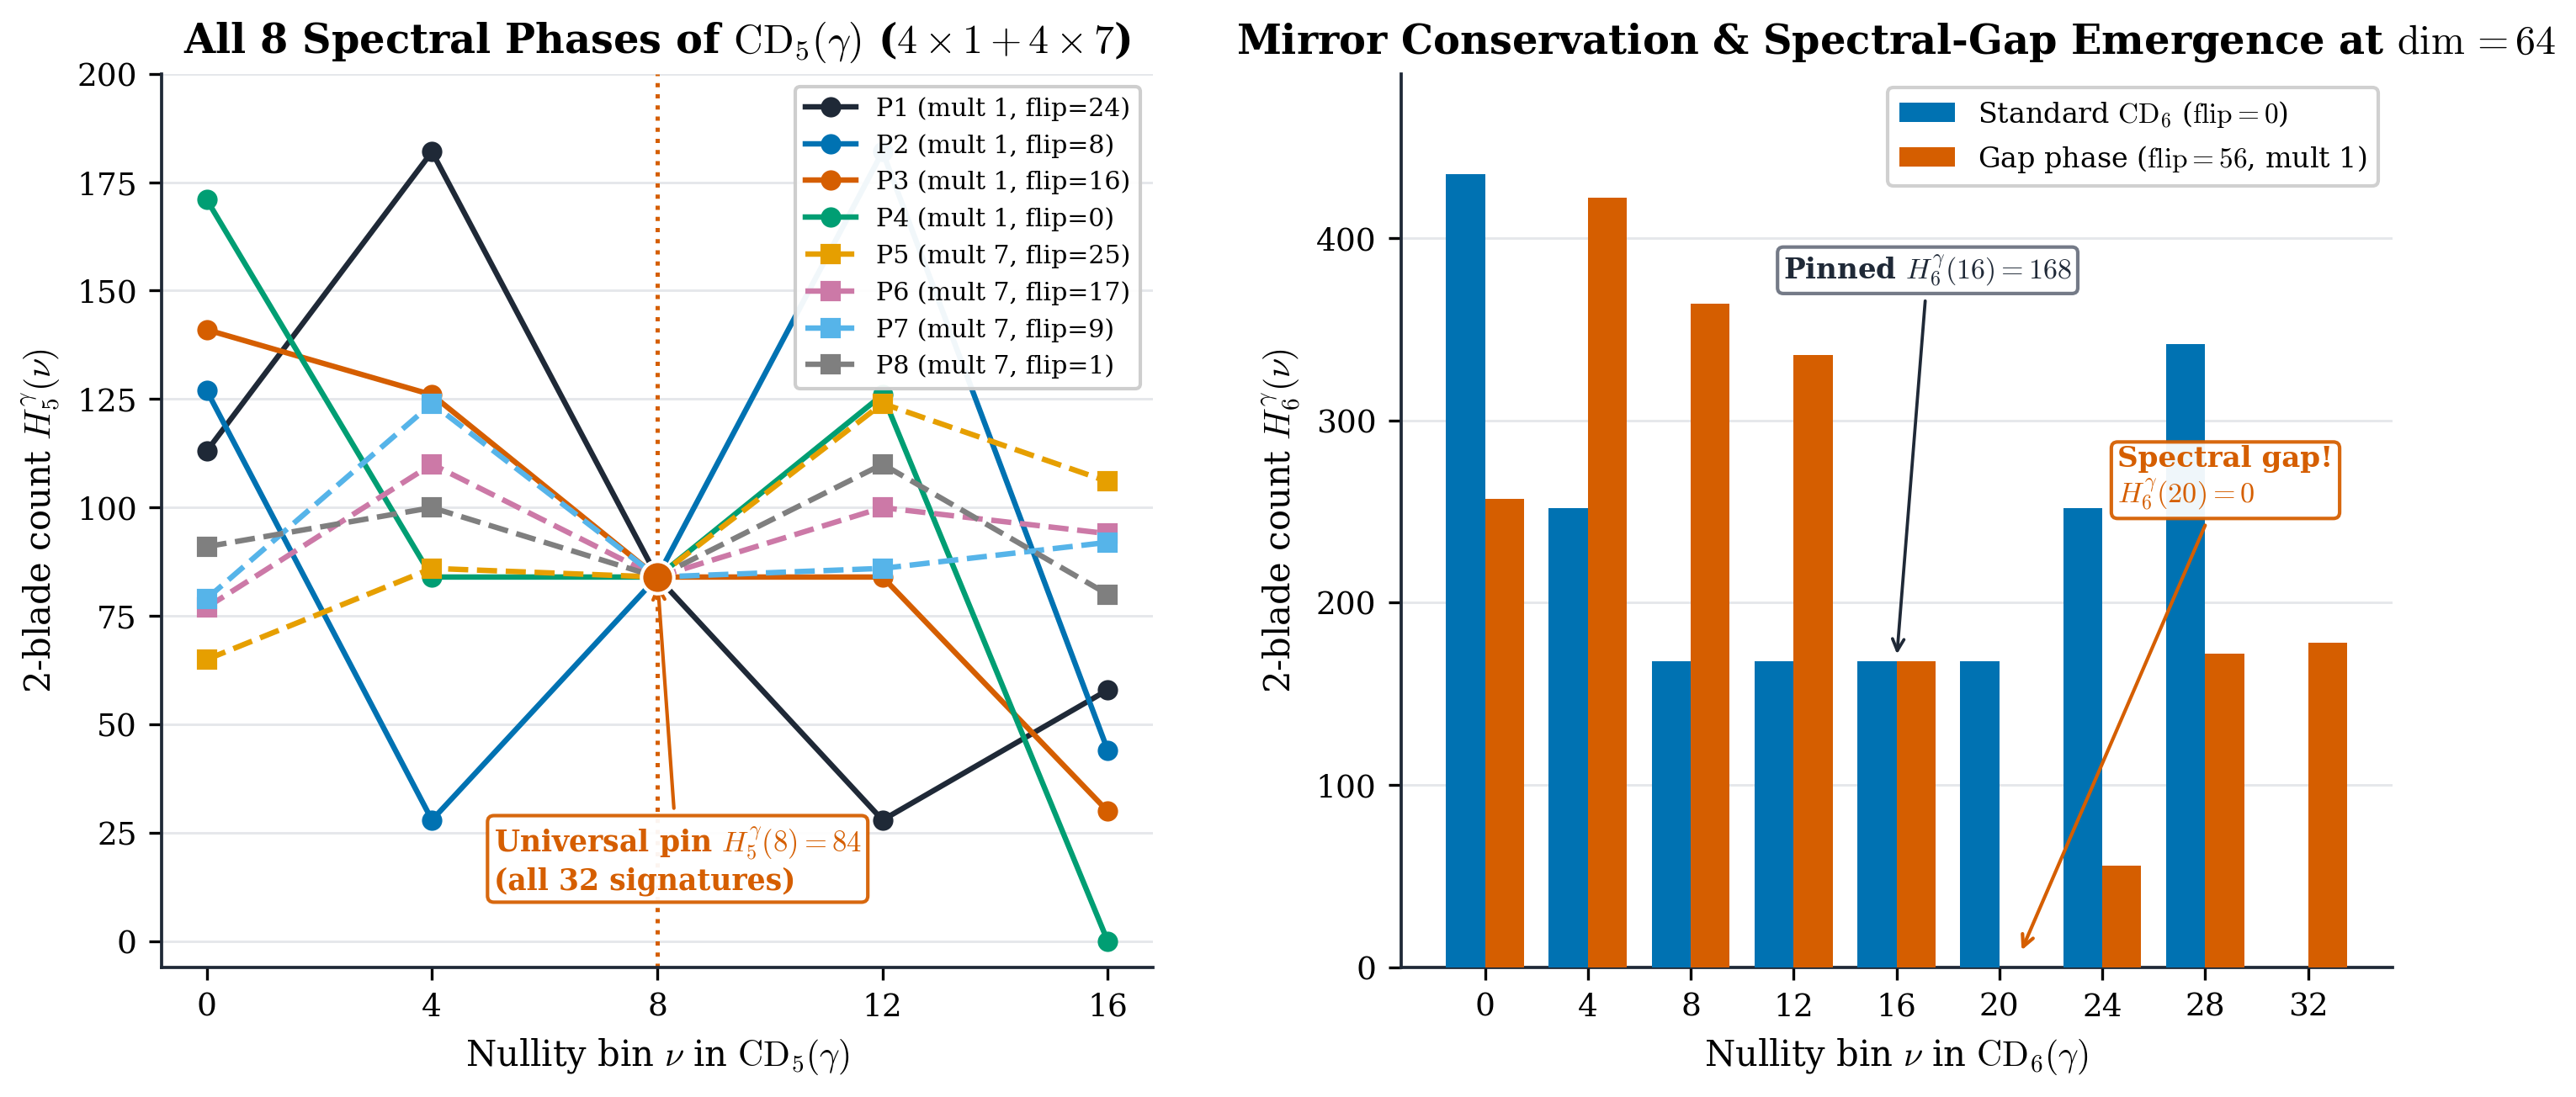 All 8 Spectral Phases of CD₅(γ) (4 × 1 + 4 × 7)
2-blade count H₅^γ(ν)
200
175
150
125
100
75
50
25
0
P1 (mult 1, flip=24)
P2 (mult 1, flip=8)
P3 (mult 1, flip=16)
P4 (mult 1, flip=0)
P5 (mult 7, flip=25)
P6 (mult 7, flip=17)
P7 (mult 7, flip=9)
P8 (mult 7, flip=1)
Universal pin H₅^γ(8) = 84
(all 32 signatures)
0 4 8 12 16
Nullity bin ν in CD₅(γ)
Mirror Conservation & Spectral-Gap Emergence at dim = 64
2-blade count H₆^γ(ν)
400
300
200
100
0
Standard CD₆ (flip = 0)
Gap phase (flip = 56, mult 1)
Pinned H₆^γ(16) = 168
Spectral gap!
H₆^γ(20) = 0
0 4 8 12 16 20 24 28 32
Nullity bin ν in CD₆(γ)